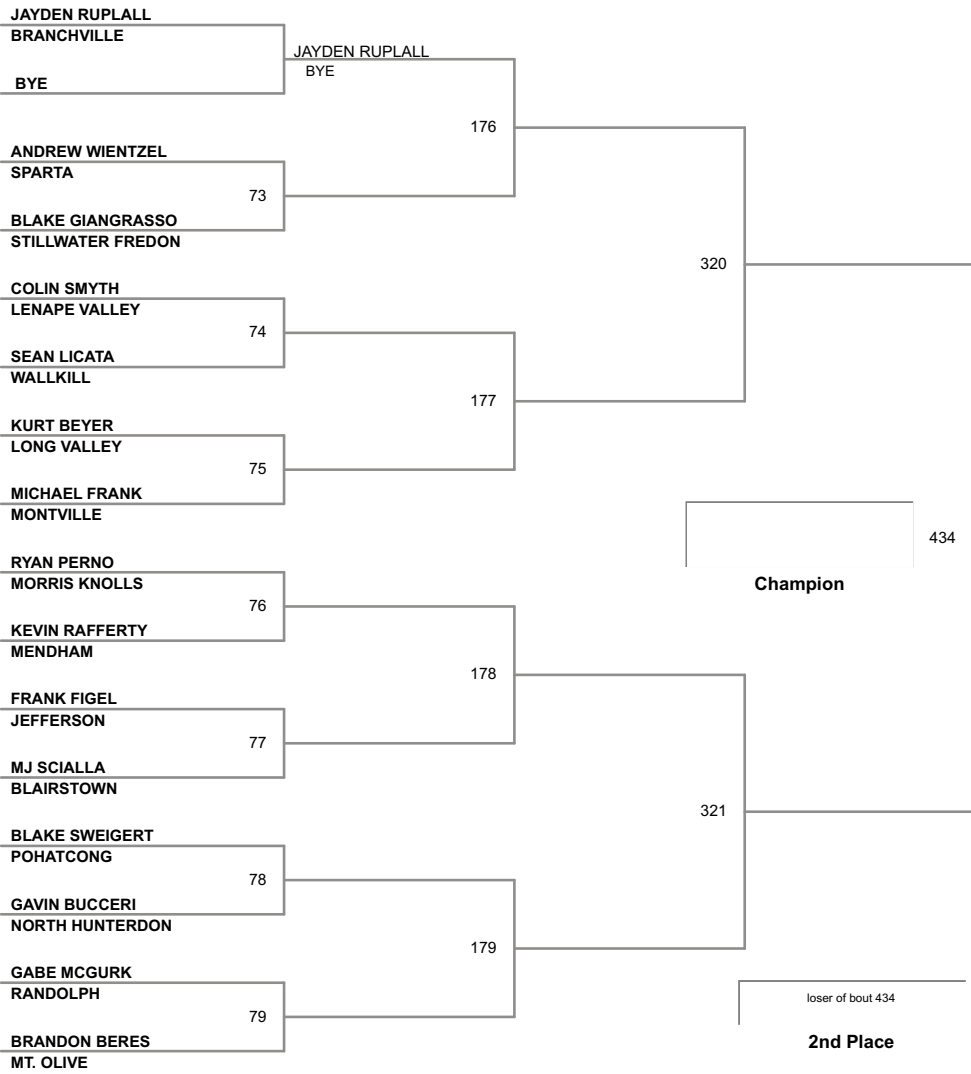 JAYDEN RUPLALL
BRANCHVILLE
JAYDEN RUPLALL
BYE
BYE
176
ANDREW WIENTZEL
SPARTA
73
BLAKE GIANGRASSO
STILLWATER FREDON
320
COLIN SMYTH
LENAPE VALLEY
74
SEAN LICATA
WALLKILL
177
KURT BEYER
LONG VALLEY
75
MICHAEL FRANK
MONTVILLE
434
Champion
RYAN PERNO
MORRIS KNOLLS
76
KEVIN RAFFERTY
MENDHAM
178
FRANK FIGEL
JEFFERSON
77
MJ SCIALLA
BLAIRSTOWN
321
BLAKE SWEIGERT
POHATCONG
78
GAVIN BUCCERI
NORTH HUNTERDON
179
GABE MCGURK
RANDOLPH
79
BRANDON BERES
MT. OLIVE
loser of bout 434
2nd Place